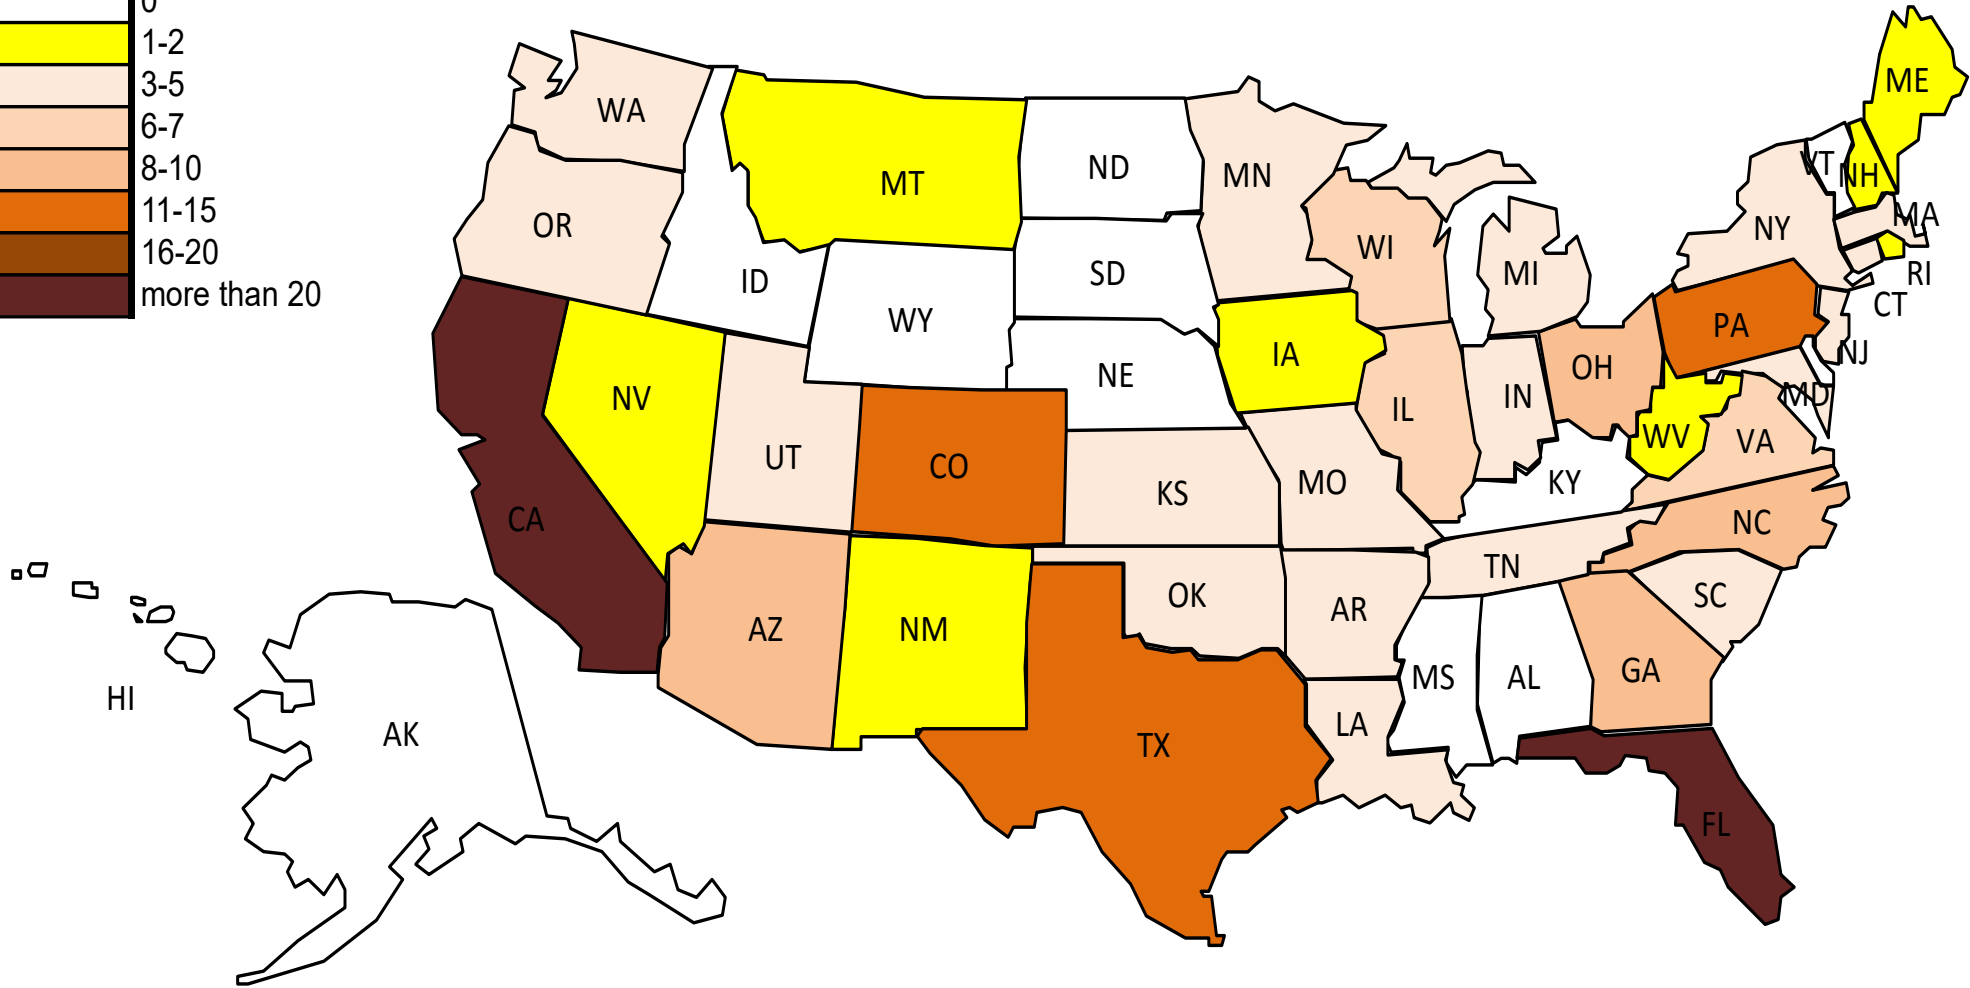 0
1-2
3-5
6-7
8-10
11-15
16-20
more than 20
ME
WA
VT
NH
ND
MN
MT
MA
OR
NY
WI
SD
MI
RI
ID
CT
WY
PA
NJ
IA
OH
NE
NV
IN
MD
IL
WV
VA
UT
CO
KS
MO
KY
CA
NC
TN
OK
SC
AR
AZ
NM
GA
MS
AL
HI
LA
AK
TX
FL